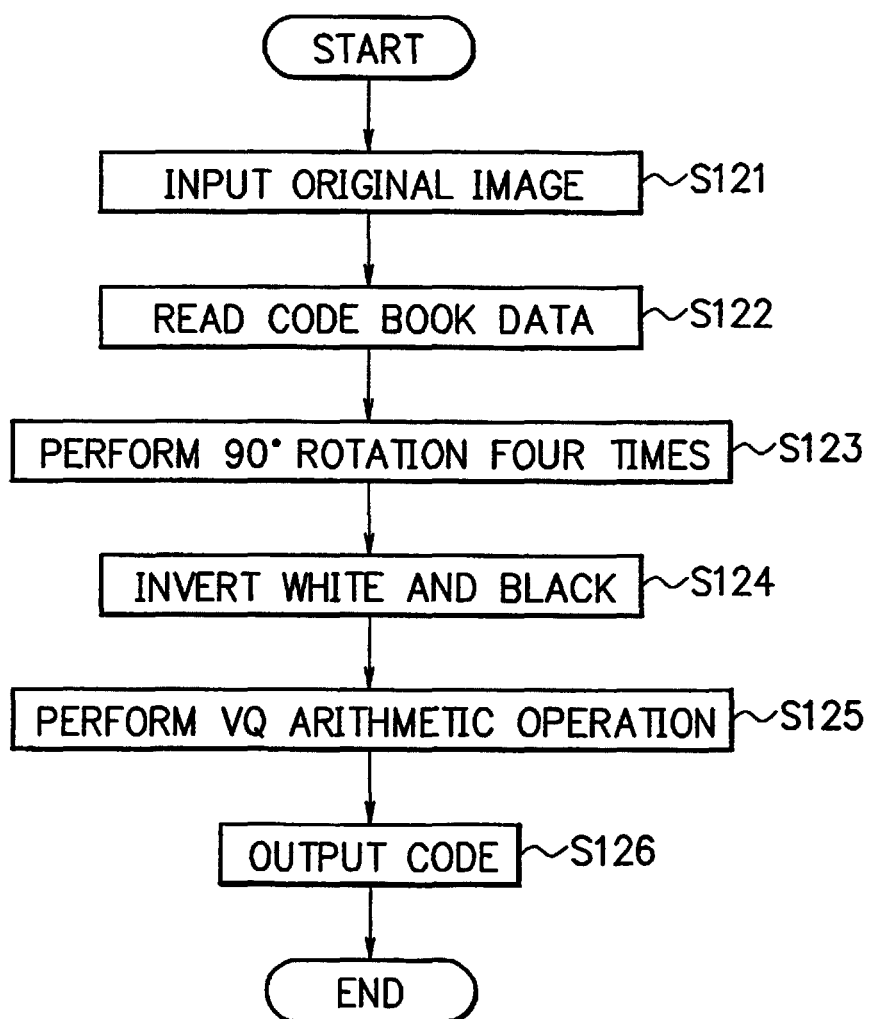 START
INPUT ORIGINAL IMAGE S121
READ CODE BOOK DATA S122
PERFORM 90° ROTATION FOUR TIMES S123
INVERT WHITE AND BLACK S124
PERFORM VQ ARITHMETIC OPERATION S125
OUTPUT CODE S126
END